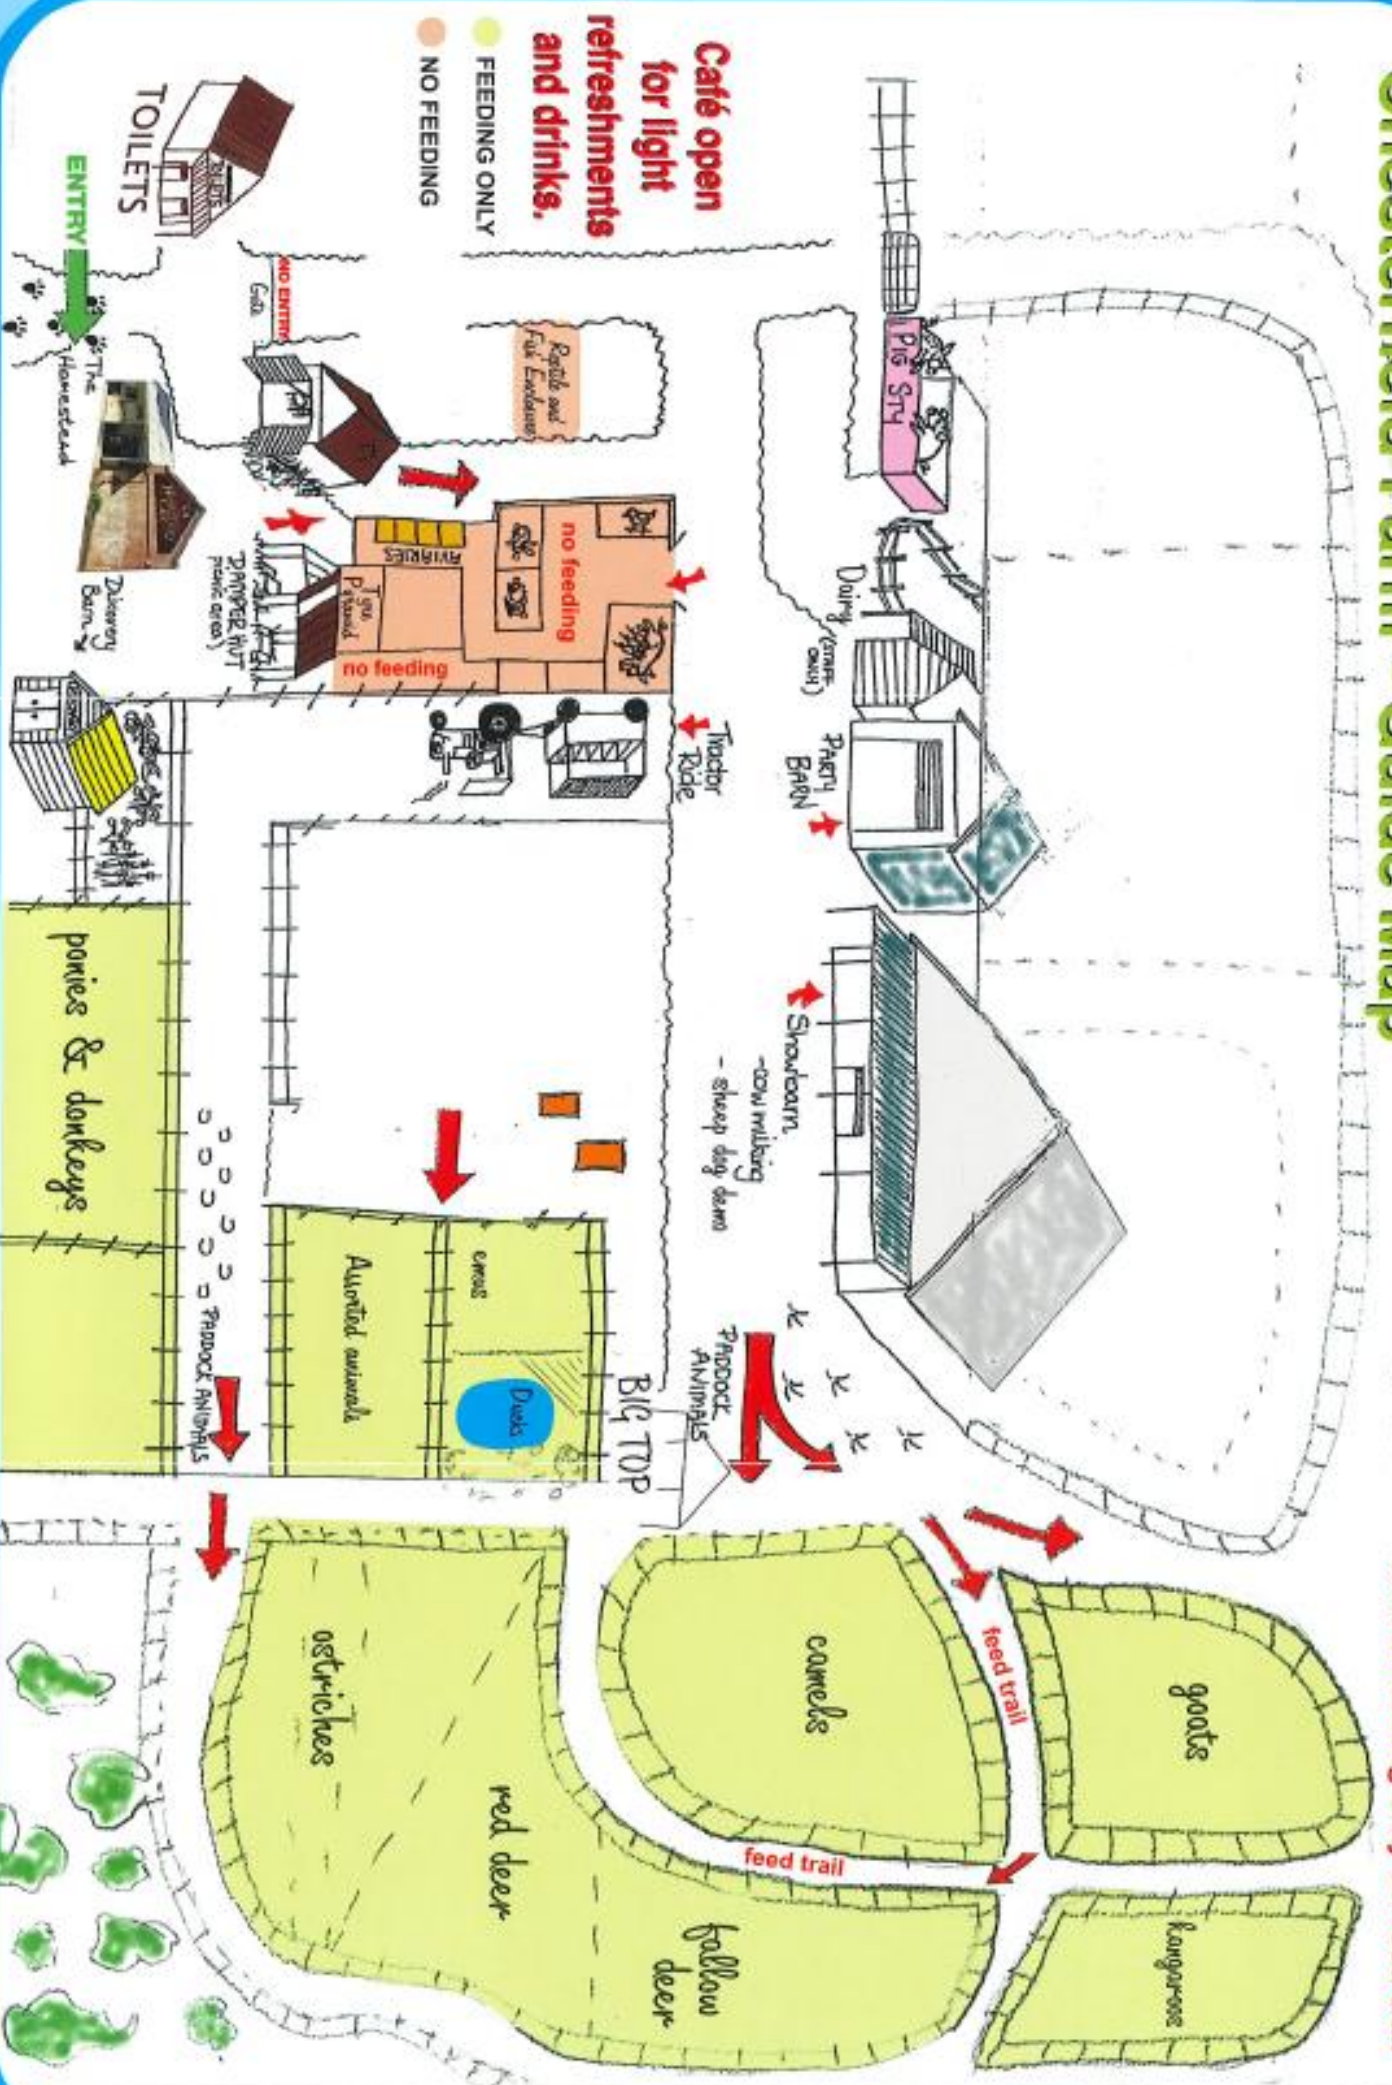 Café open
for light
refreshments
and drinks.
FEEDING ONLY
NO FEEDING
TOILETS
ENTRY
NO ENTRY
Gate
The
Homestead
Reptile and
Fish Enclosure
PIG STY
Dairy
(STAFF
ONLY)
PARTY
BARN
Showbarn
-cow milking
- sheep dog demo
AVIARIES
no feeding
no feeding
DAMPER HUT
picnic area)
Discovery
Barn
Tractor
Ride
ponies & donkeys
PADDOCK ANIMALS
Assorted animals
emus
Ducks
BIG TOP
PADDOCK
ANIMALS
goats
feed trail
camels
feed trail
kangaroos
ostriches
red deer
fallow
deer